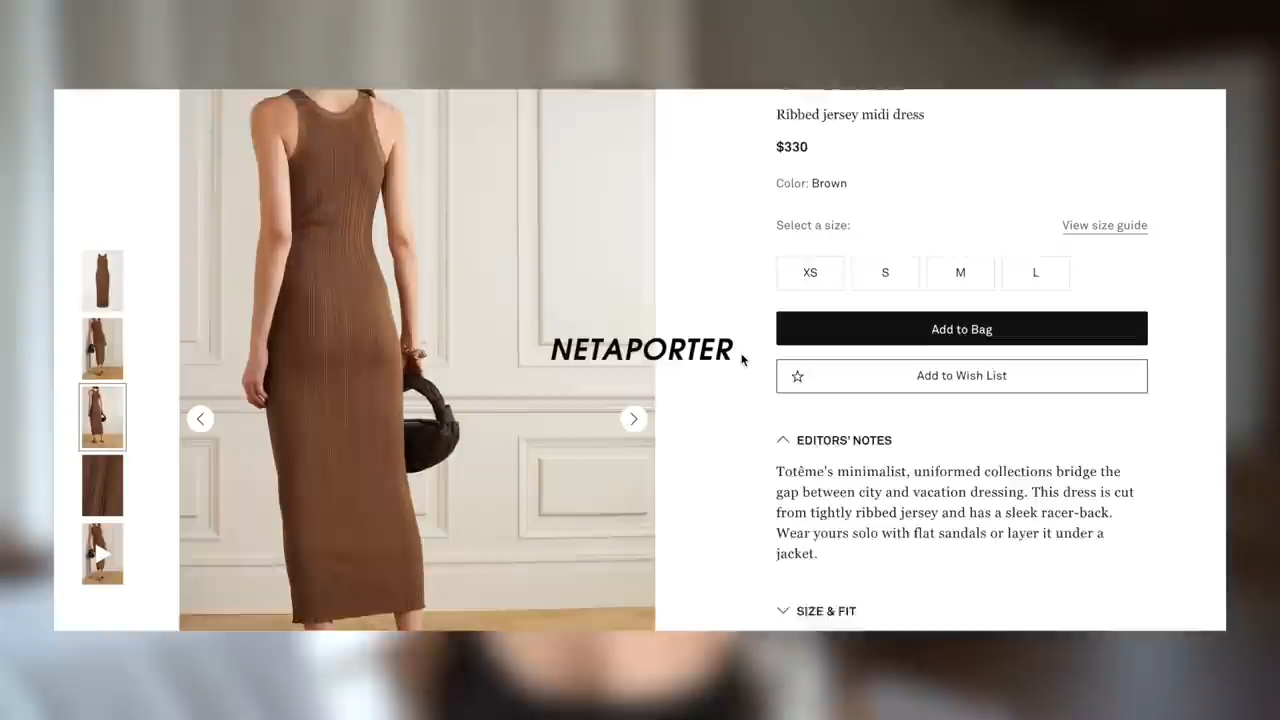 Ribbed jersey midi dress
$330
Color: Brown
Select a size:
View size guide
XS
S
M
L
Add to Bag
NETAPORTER
Add to Wish List
EDITORS' NOTES
Totême's minimalist, uniformed collections bridge the
gap between city and vacation dressing. This dress is cut
from tightly ribbed jersey and has a sleek racer-back.
Wear yours solo with flat sandals or layer it under a
jacket.
SIZE & FIT